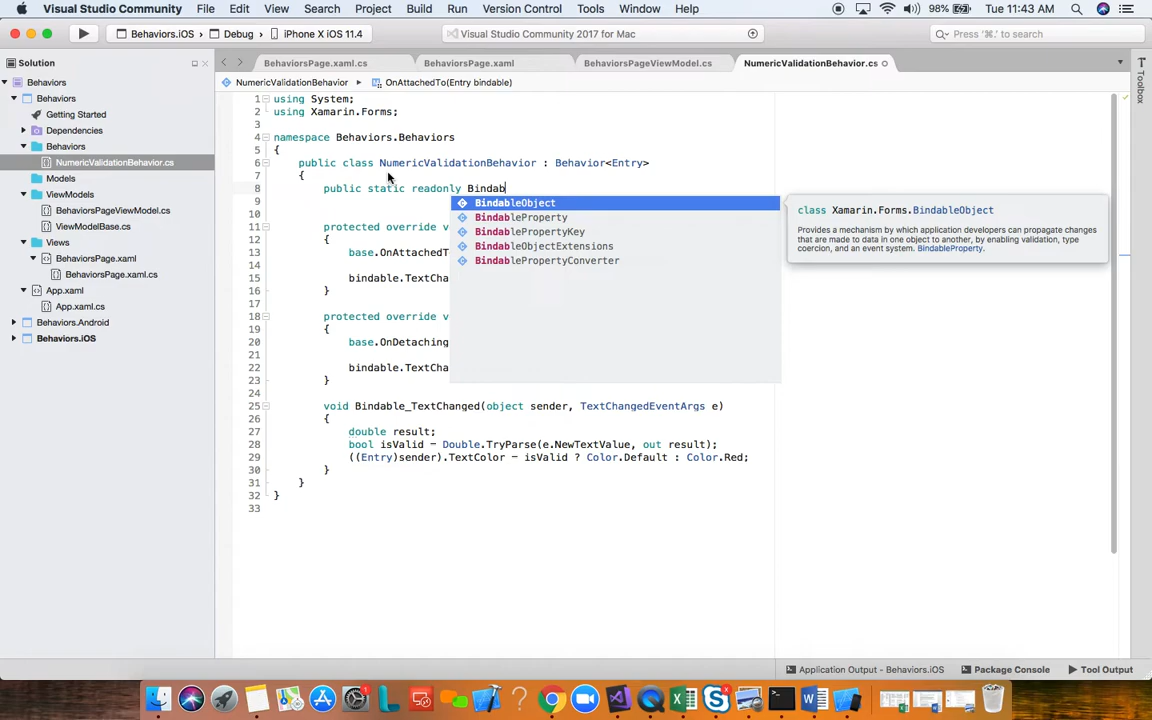 Visual Studio Community File Edit View Search Project Build Run Version Control Tools Window Help 98% Tue 11:43 AM
Behaviors.iOS Debug iPhone X iOS 11.4 Visual Studio Community 2017 for Mac Press '⌘.' to search
Solution BehaviorsPage.xaml.cs BehaviorsPage.xaml BehaviorsPageViewModel.cs NumericValidationBehavior.cs
NumericValidationBehavior OnAttachedTo(Entry bindable)
Toolbox
Behaviors
Behaviors
Getting Started
Dependencies
Behaviors
NumericValidationBehavior.cs
Models
ViewModels
BehaviorsPageViewModel.cs
ViewModelBase.cs
Views
BehaviorsPage.xaml
BehaviorsPage.xaml.cs
App.xaml
App.xaml.cs
Behaviors.Android
Behaviors.iOS
1 using System;
2 using Xamarin.Forms;
3
4 namespace Behaviors.Behaviors
5 {
6 public class NumericValidationBehavior : Behavior<Entry>
7 {
8 public static readonly Bindab
9
10
11 protected override v
12 {
13 base.OnAttachedT
14
15 bindable.TextCha
16 }
17
18 protected override v
19 {
20 base.OnDetaching
21
22 bindable.TextCha
23 }
24
25 void Bindable_TextChanged(object sender, TextChangedEventArgs e)
26 {
27 double result;
28 bool isValid = Double.TryParse(e.NewTextValue, out result);
29 ((Entry)sender).TextColor = isValid ? Color.Default : Color.Red;
30 }
31 }
32 }
33
BindableObject
BindableProperty
BindablePropertyKey
BindableObjectExtensions
BindablePropertyConverter
class Xamarin.Forms.BindableObject
Provides a mechanism by which application developers can propagate changes
that are made to data in one object to another, by enabling validation, type
coercion, and an event system. BindableProperty.
Application Output - Behaviors.iOS Package Console Tool Output